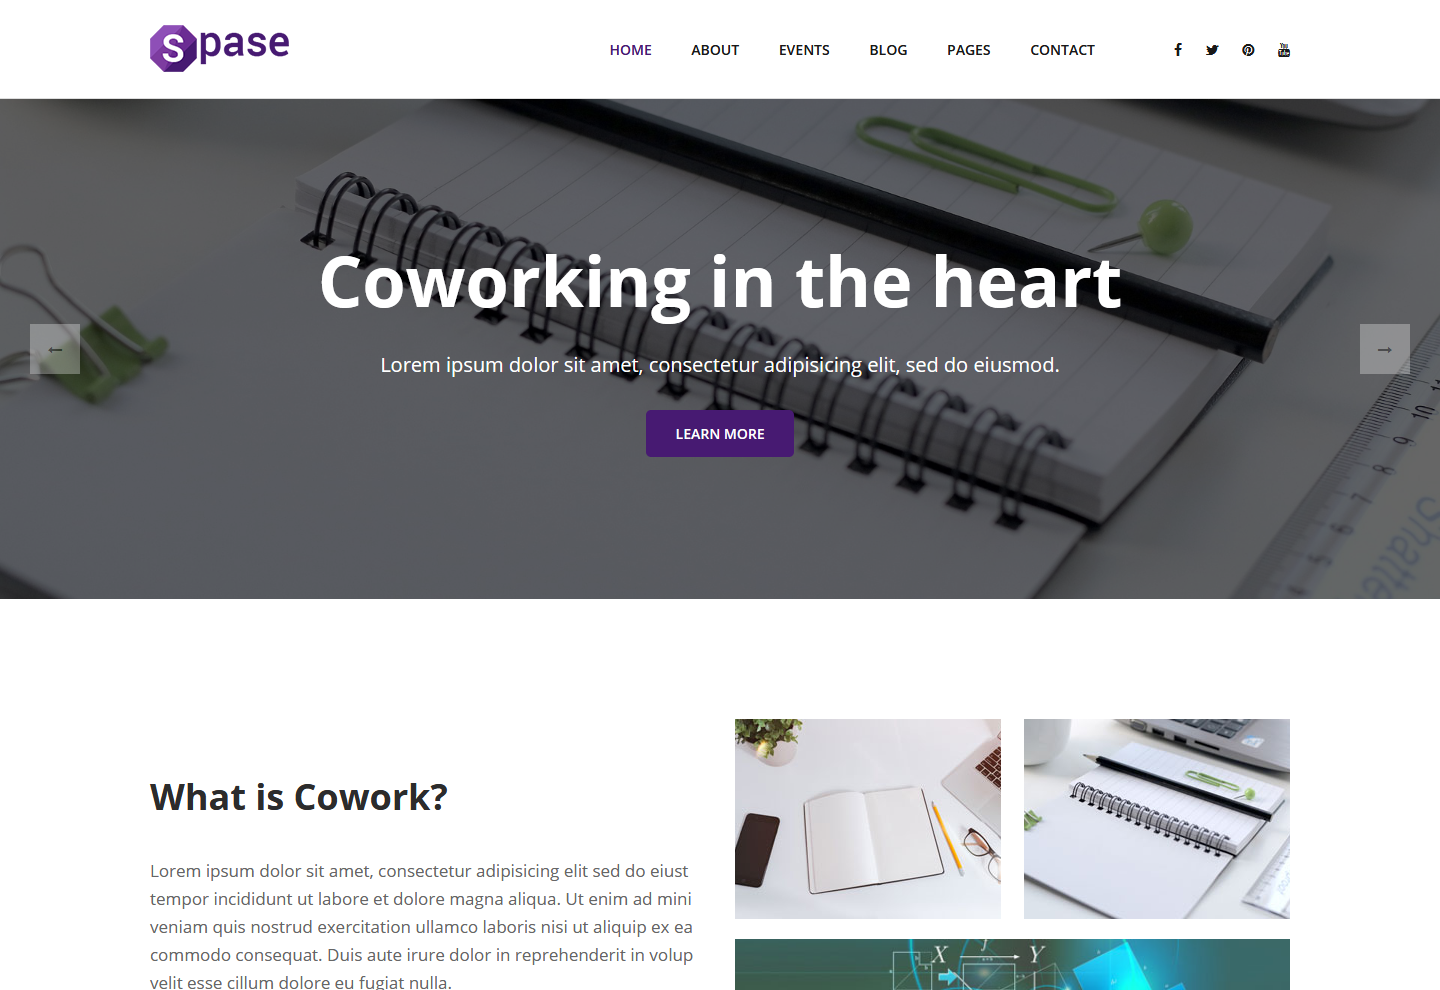 Spase
HOME ABOUT EVENTS BLOG PAGES CONTACT
Coworking in the heart
Lorem ipsum dolor sit amet, consectetur adipisicing elit, sed do eiusmod.
LEARN MORE
What is Cowork?
Lorem ipsum dolor sit amet, consectetur adipisicing elit sed do eiust
tempor incididunt ut labore et dolore magna aliqua. Ut enim ad mini
veniam quis nostrud exercitation ullamco laboris nisi ut aliquip ex ea
commodo consequat. Duis aute irure dolor in reprehenderit in volup
velit esse cillum dolore eu fugiat nulla.
X Y